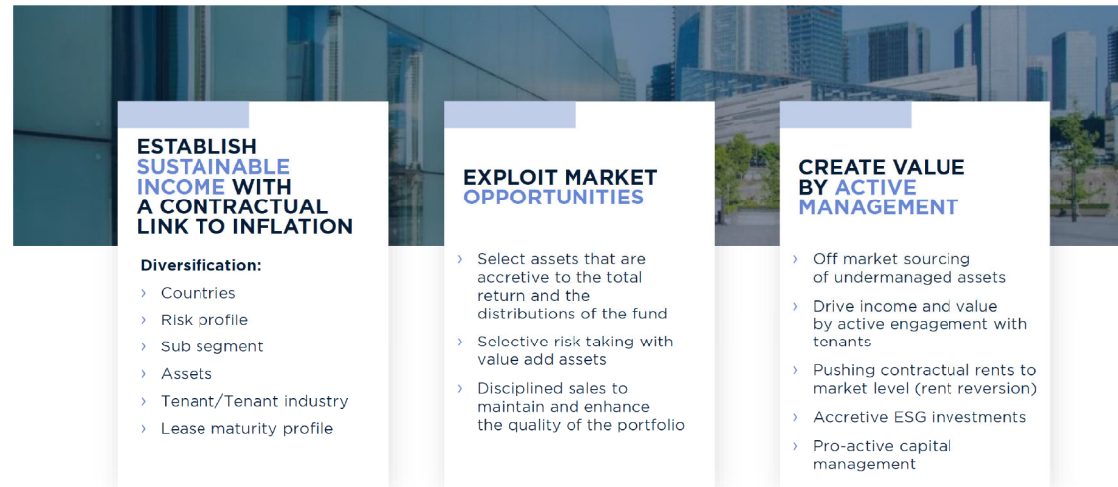 ESTABLISH
SUSTAINABLE
INCOME WITH
A CONTRACTUAL
LINK TO INFLATION
Diversification:
› Countries
› Risk profile
› Sub segment
› Assets
› Tenant/Tenant industry
› Lease maturity profile
EXPLOIT MARKET
OPPORTUNITIES
› Select assets that are
accretive to the total
return and the
distributions of the fund
› Selective risk taking with
value add assets
› Disciplined sales to
maintain and enhance
the quality of the portfolio
CREATE VALUE
BY ACTIVE
MANAGEMENT
› Off market sourcing
of undermanaged assets
› Drive income and value
by active engagement with
tenants
› Pushing contractual rents to
market level (rent reversion)
› Accretive ESG investments
› Pro-active capital
management